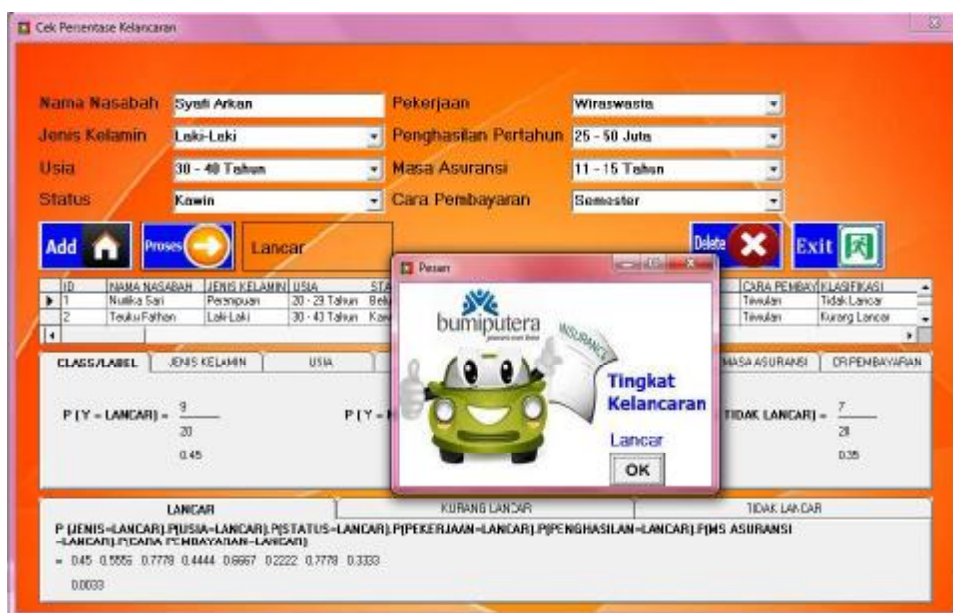 Cek Persentase Kelancaran
Nama Nasabah Syafi Arkan Pekerjaan Wiraswasta
Jenis Kelamin Laki-Laki Penghasilan Pertahun 25 - 50 Juta
Usia 30 - 40 Tahun Masa Asuransi 11 - 15 Tahun
Status Kawin Cara Pembayaran Semester
Add Proses Lancar Delete Exit
Pesan
ID NAMA NASABAH JENIS KELAMIN USIA STA CARA PEMBAY KLASIFIKASI
1 Nurlika Sari Perempuan 20 - 29 Tahun Belu Triwulan Tidak Lancar
2 Teuku Fathan Laki-Laki 30 - 40 Tahun Kaw Triwulan Kurang Lancar
bumiputera
INSURANCE
Tingkat
Kelancaran
Lancar
OK
CLASS/LABEL JENIS KELAMIN USIA MASA ASURANSI CR.PEMBAYARAN
P ( Y = LANCAR) = 9 P ( Y = TIDAK LANCAR) = 7
20 20
0.45 0.35
LANCAR KURANG LANCAR TIDAK LANCAR
P (JENIS=LANCAR).P(USIA=LANCAR).P(STATUS=LANCAR).P(PEKERJAAN=LANCAR).P(PENGHASILAN=LANCAR).P(MS ASURANSI
=LANCAR).P(CARA PEMBAYARAN=LANCAR)
= 0.45 0.5556 0.7778 0.4444 0.6667 0.2222 0.7778 0.3333
0.0033